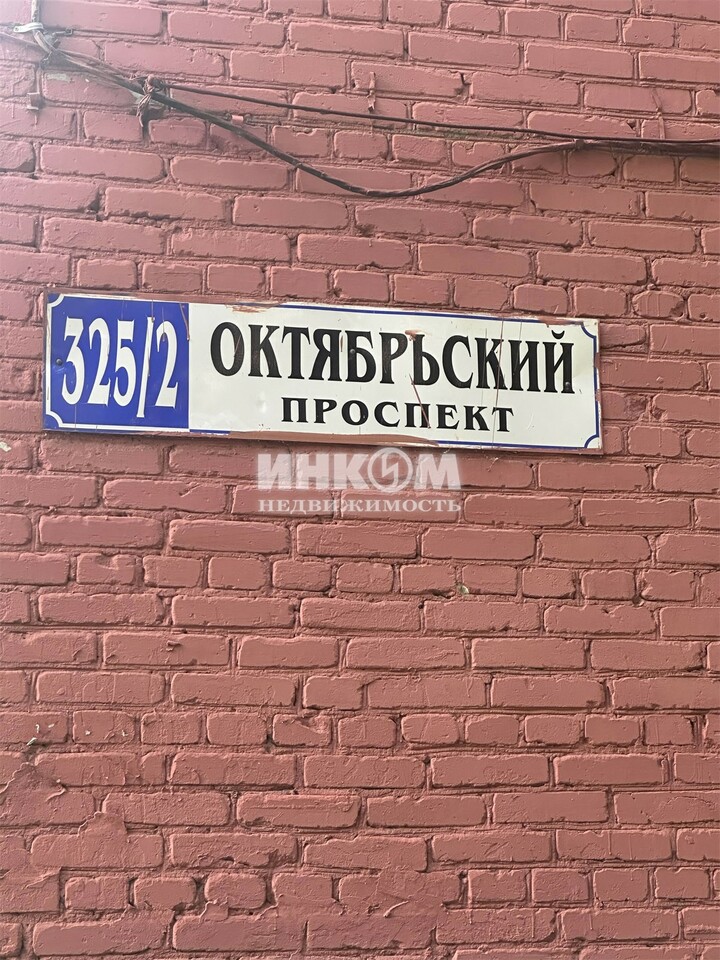 325/2
ОКТЯБРЬСКИЙ
ПРОСПЕКТ
ИНКОМ
НЕДВИЖИМОСТЬ